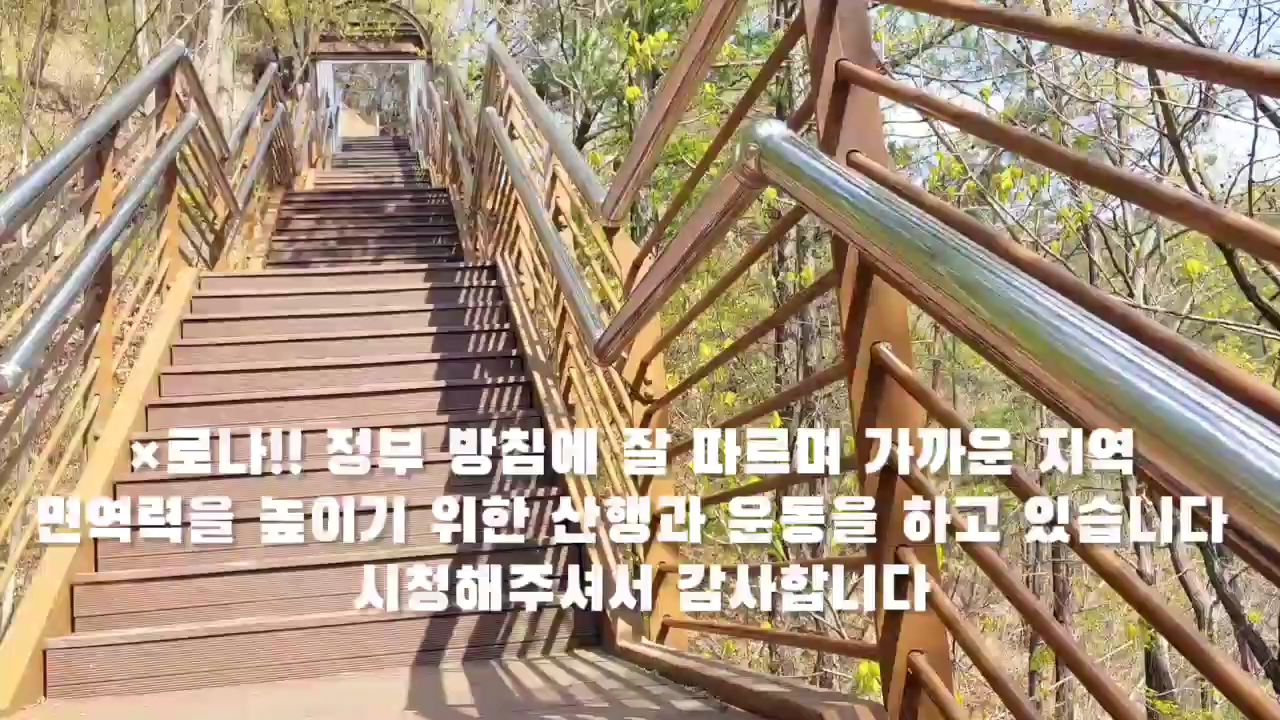 ×로나!! 정부 방침에 잘 따르며 가까운 지역
면역력을 높이기 위한 산행과 운동을 하고 있습니다
시청해주셔서 감사합니다